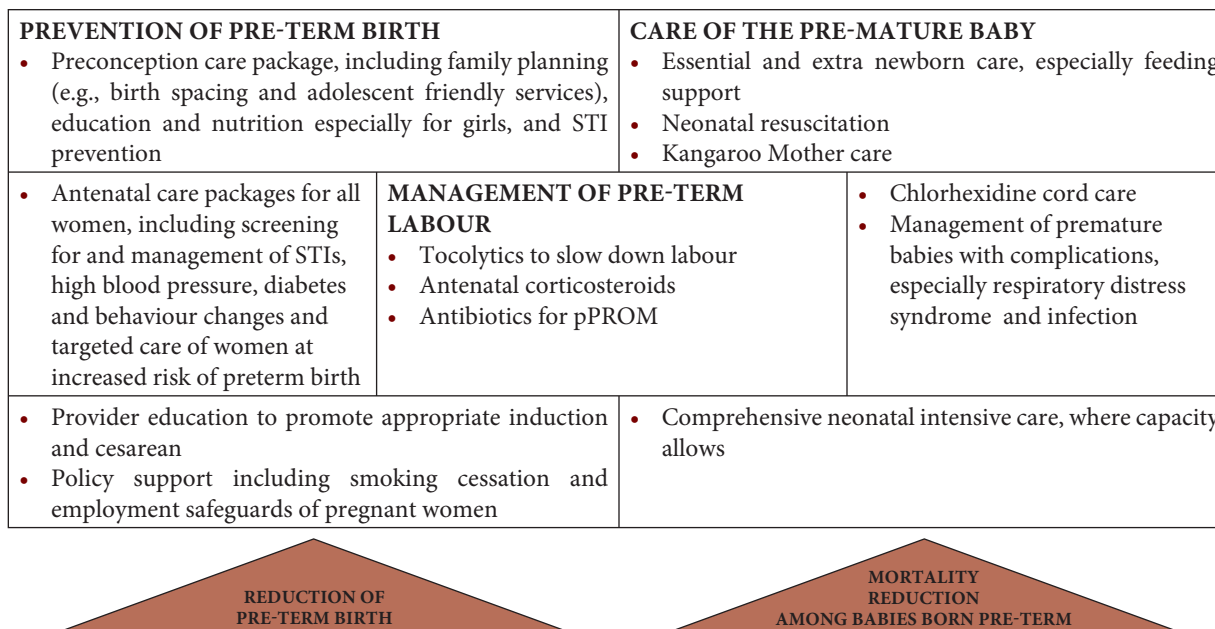 PREVENTION OF PRE-TERM BIRTH
• Preconception care package, including family planning
(e.g., birth spacing and adolescent friendly services),
education and nutrition especially for girls, and STI
prevention
CARE OF THE PRE-MATURE BABY
• Essential and extra newborn care, especially feeding
support
• Neonatal resuscitation
• Kangaroo Mother care
• Antenatal care packages for all
women, including screening
for and management of STIs,
high blood pressure, diabetes
and behaviour changes and
targeted care of women at
increased risk of preterm birth
MANAGEMENT OF PRE-TERM
LABOUR
• Tocolytics to slow down labour
• Antenatal corticosteroids
• Antibiotics for pPROM
• Chlorhexidine cord care
• Management of premature
babies with complications,
especially respiratory distress
syndrome and infection
• Provider education to promote appropriate induction
and cesarean
• Policy support including smoking cessation and
employment safeguards of pregnant women
• Comprehensive neonatal intensive care, where capacity
allows
REDUCTION OF
PRE-TERM BIRTH
MORTALITY
REDUCTION
AMONG BABIES BORN PRE-TERM